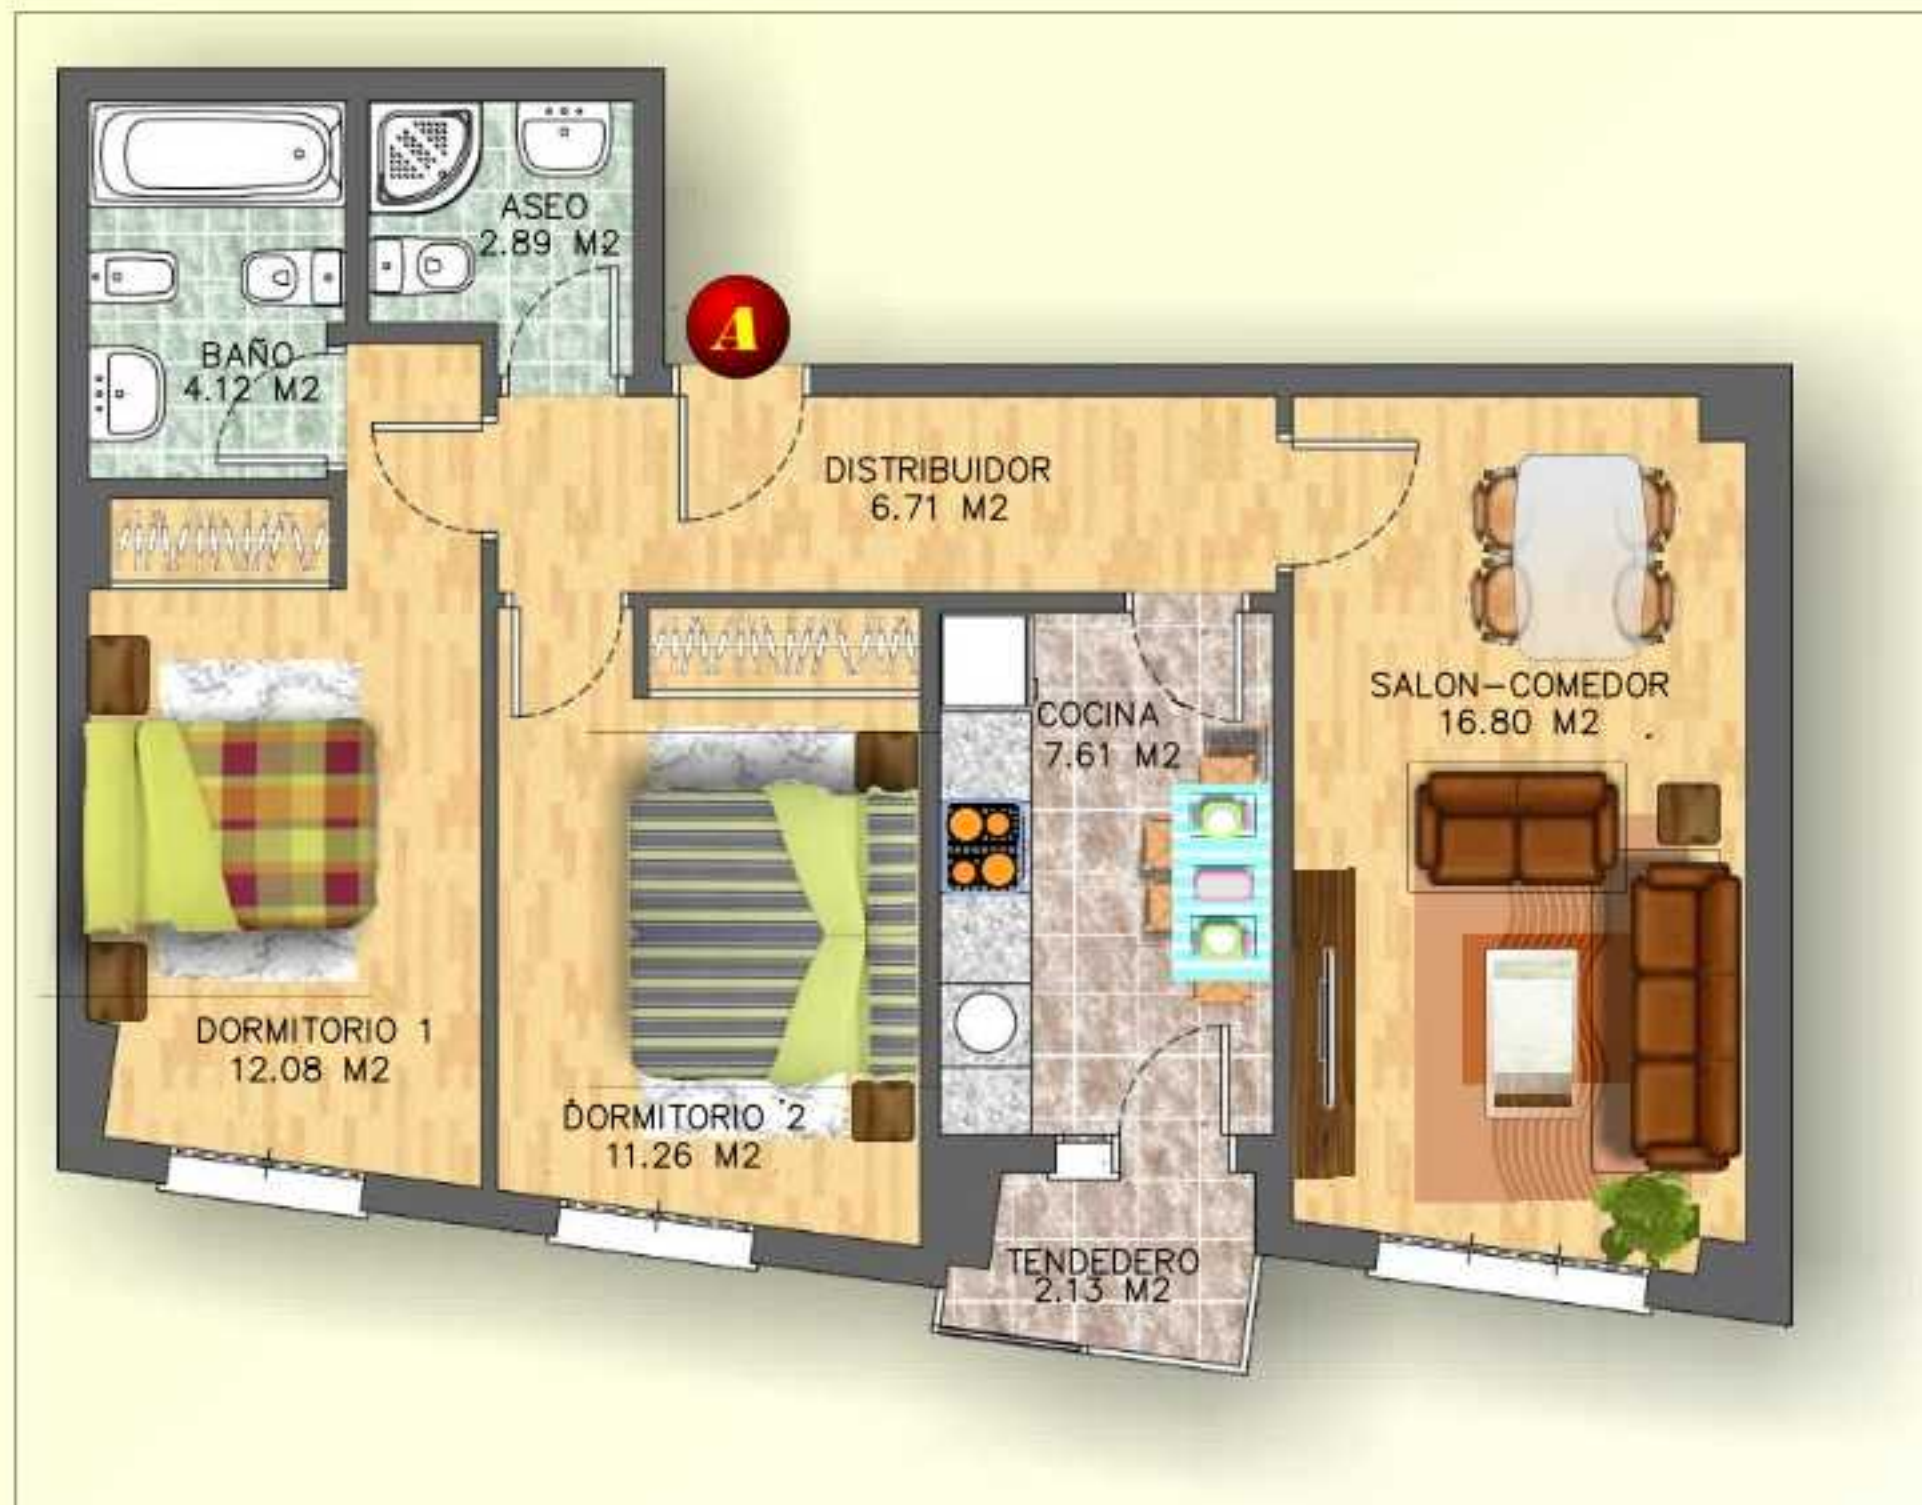 ASEO
2.89 M2
A
BAÑO
4.12 M2
DISTRIBUIDOR
6.71 M2
SALON-COMEDOR
16.80 M2
COCINA
7.61 M2
DORMITORIO 1
12.08 M2
DORMITORIO 2
11.26 M2
TENDEDERO
2.13 M2